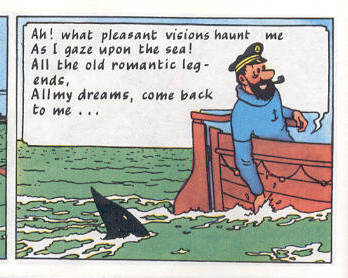 Ah! what pleasant visions haunt me
As I gaze upon the sea!
All the old romantic leg-
ends,
All my dreams, come back
to me ...